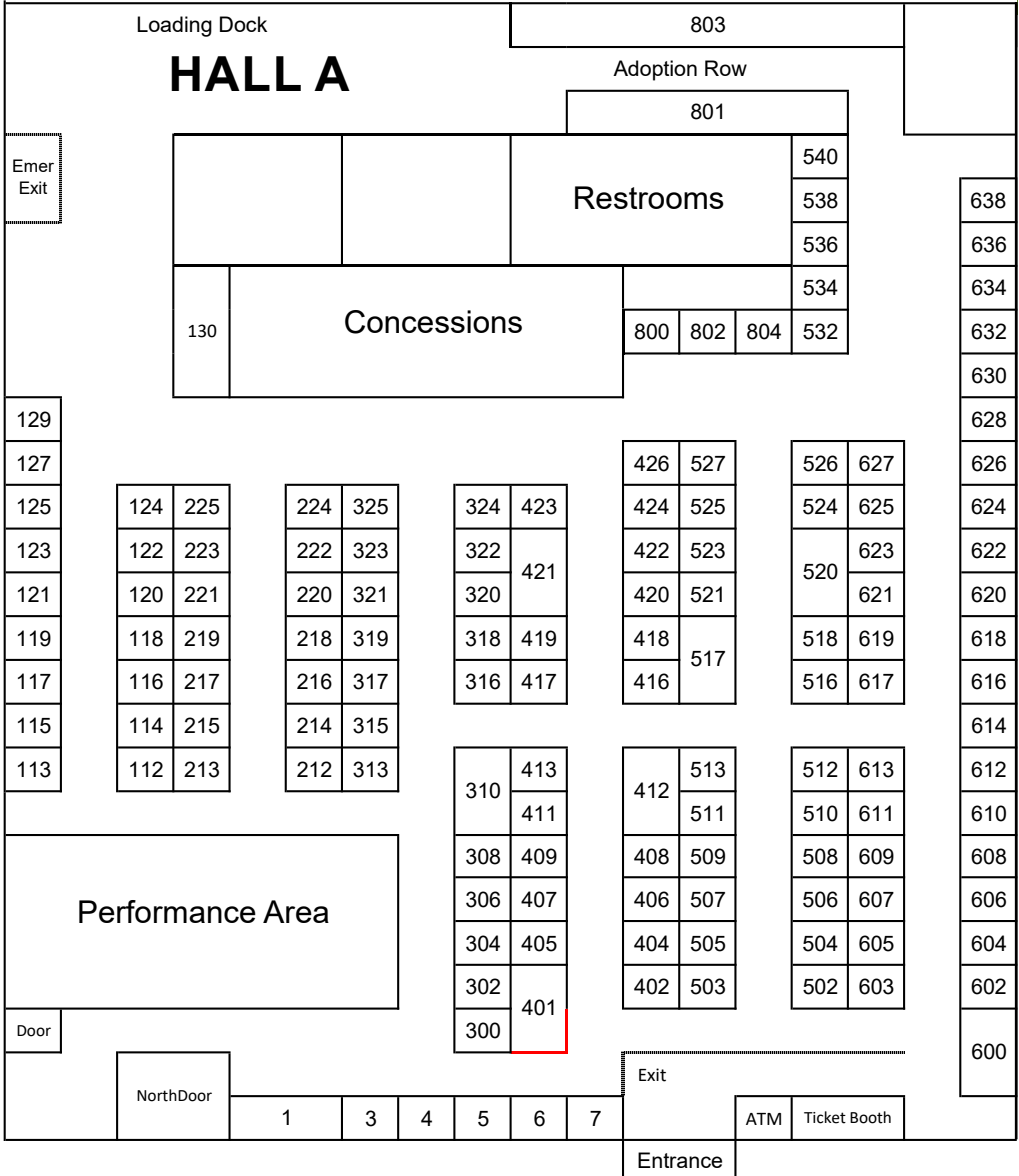 Loading Dock 803
HALL A Adoption Row
801
Emer
Exit
540
Restrooms
538 638
536 636
534 634
130 Concessions 800 802 804 532 632
630
129 628
127 426 527 526 627 626
125 124 225 224 325 324 423 424 525 524 625 624
123 122 223 222 323 322 422 523 623 622
421 520
121 120 221 220 321 320 420 521 621 620
119 118 219 218 319 318 419 418 518 619 618
517
117 116 217 216 317 316 417 416 516 617 616
115 114 215 214 315 614
113 112 213 212 313 413 513 512 613 612
310 412
411 511 510 611 610
308 409 408 509 508 609 608
Performance Area 306 407 406 507 506 607 606
304 405 404 505 504 605 604
302 402 503 502 603 602
401
Door 300
600
Exit
NorthDoor
1 3 4 5 6 7 ATM Ticket Booth
Entrance